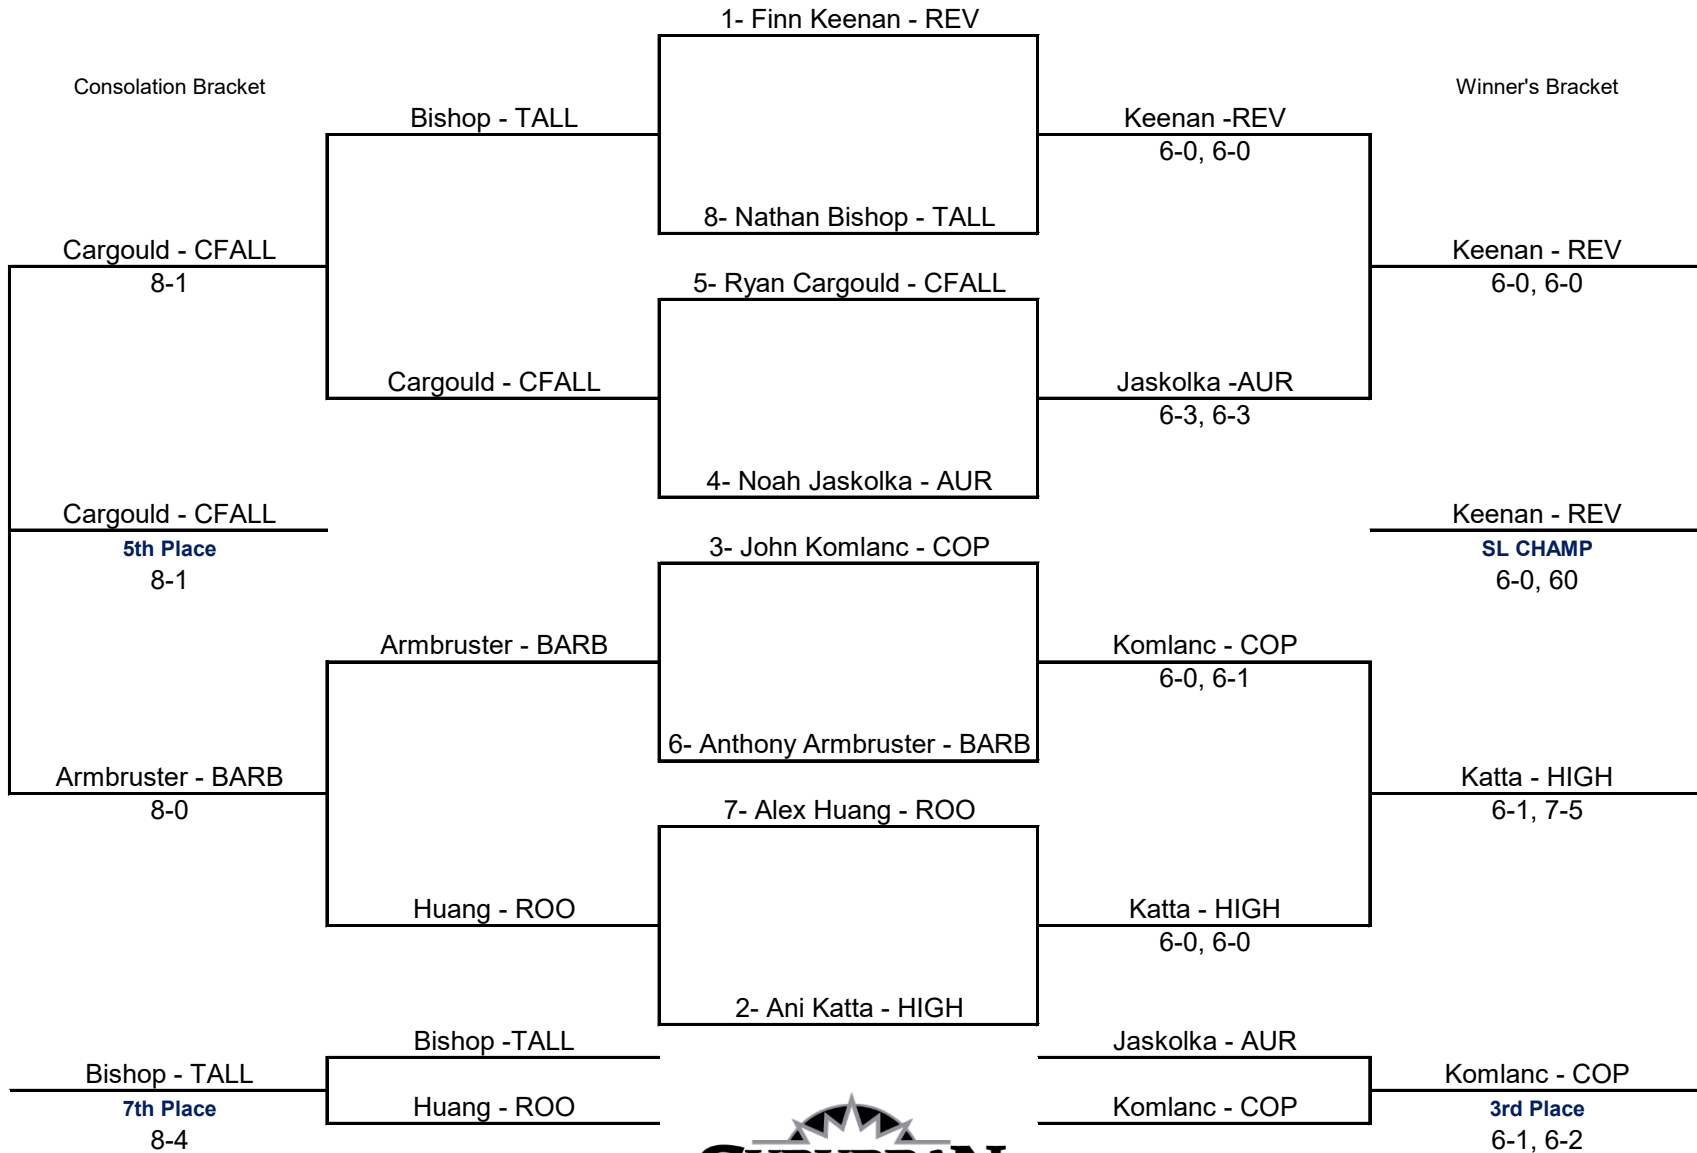 1- Finn Keenan - REV
Consolation Bracket
Winner's Bracket
Bishop - TALL
Keenan -REV
6-0, 6-0
8- Nathan Bishop - TALL
Cargould - CFALL
8-1
Keenan - REV
6-0, 6-0
5- Ryan Cargould - CFALL
Cargould - CFALL
Jaskolka -AUR
6-3, 6-3
4- Noah Jaskolka - AUR
Cargould - CFALL
5th Place
8-1
Keenan - REV
SL CHAMP
6-0, 60
3- John Komlanc - COP
Armbruster - BARB
Komlanc - COP
6-0, 6-1
6- Anthony Armbruster - BARB
Armbruster - BARB
8-0
Katta - HIGH
6-1, 7-5
7- Alex Huang - ROO
Huang - ROO
Katta - HIGH
6-0, 6-0
2- Ani Katta - HIGH
Bishop -TALL
Jaskolka - AUR
Bishop - TALL
7th Place
8-4
Komlanc - COP
3rd Place
6-1, 6-2
Huang - ROO
Komlanc - COP
SUBURBAN